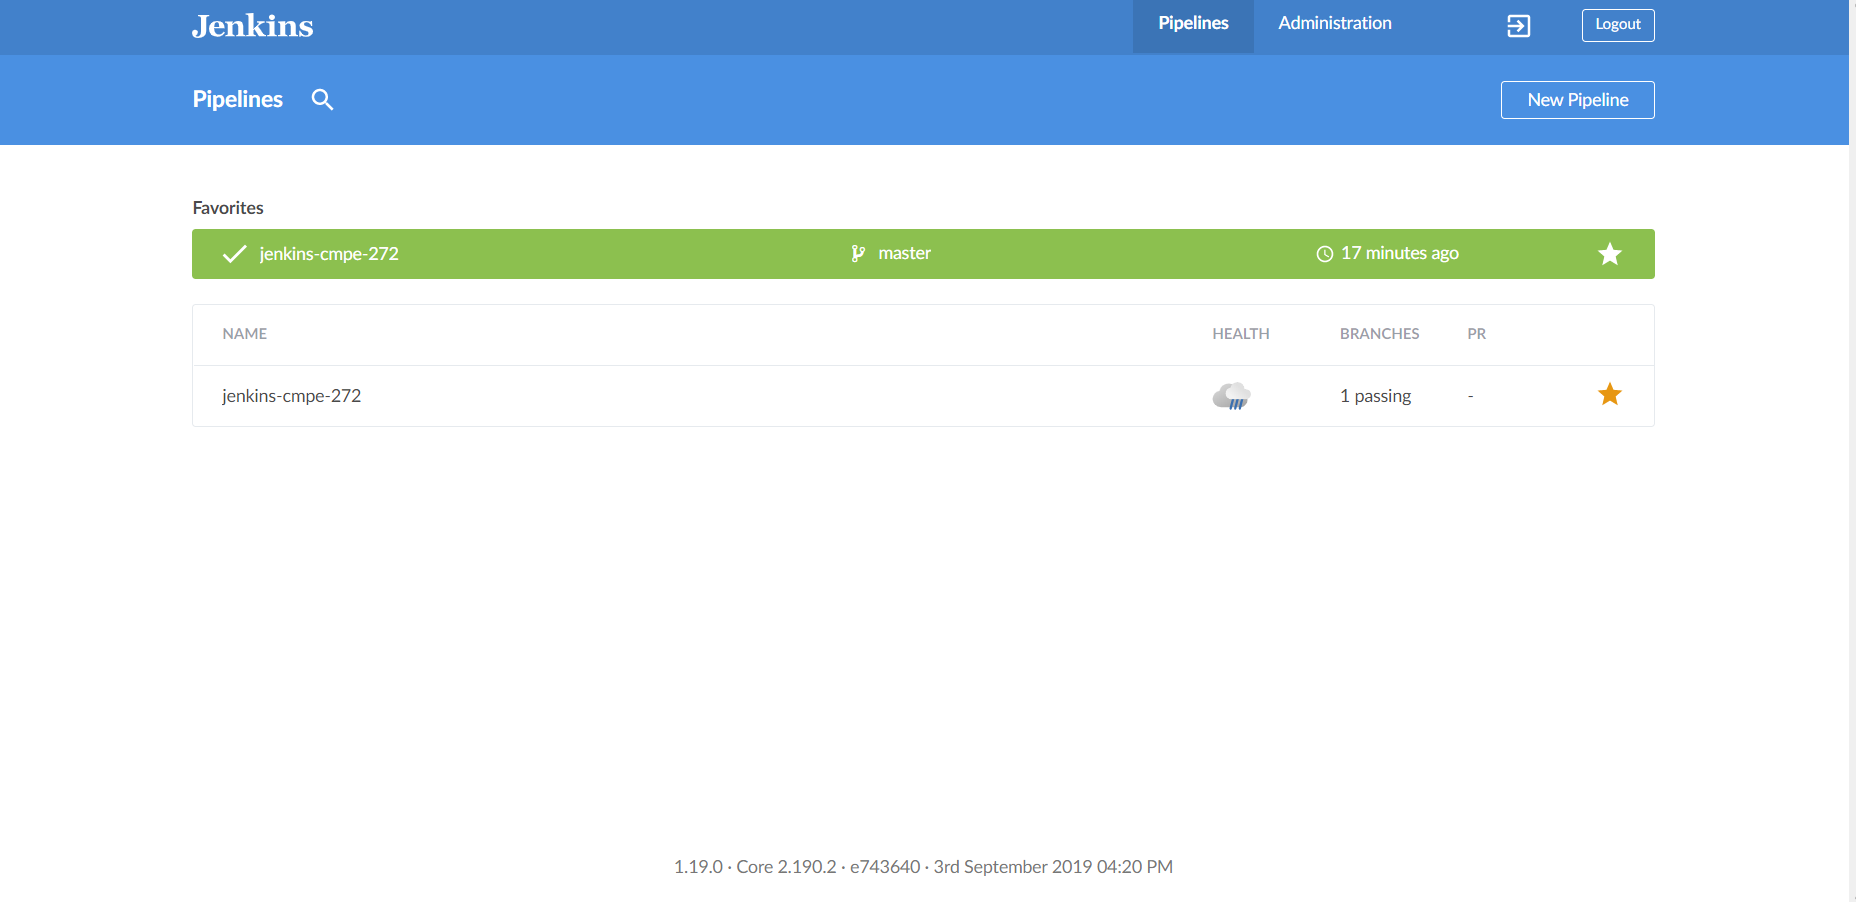 Jenkins
Pipelines
Administration
Logout
Pipelines
New Pipeline
Favorites
jenkins-cmpe-272
master
17 minutes ago
NAME
HEALTH
BRANCHES
PR
jenkins-cmpe-272
1 passing
-
1.19.0 · Core 2.190.2 · e743640 · 3rd September 2019 04:20 PM